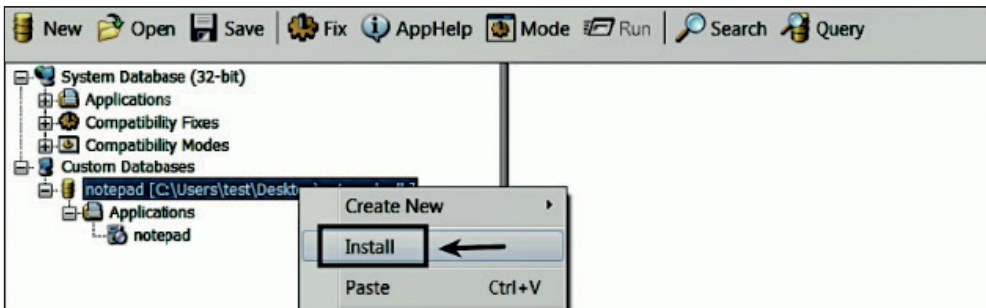 New Open Save Fix AppHelp Mode Run Search Query
System Database (32-bit)
Applications
Compatibility Fixes
Compatibility Modes
Custom Databases
notepad [C:\Users\test\Deskt
Applications
notepad
Create New
Install
Paste Ctrl+V